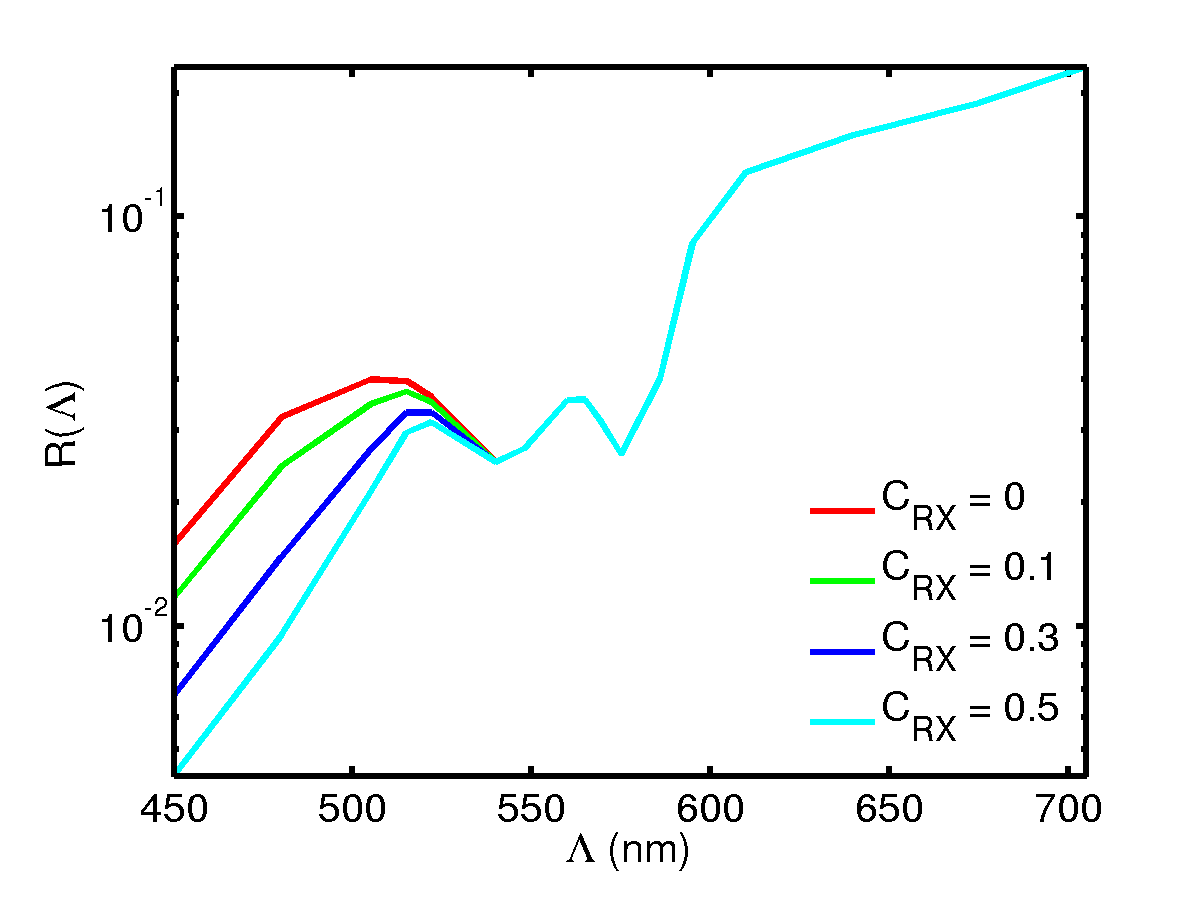 10^-1
10^-2
R(Λ)
450 500 550 600 650 700
Λ (nm)
C_RX = 0
C_RX = 0.1
C_RX = 0.3
C_RX = 0.5